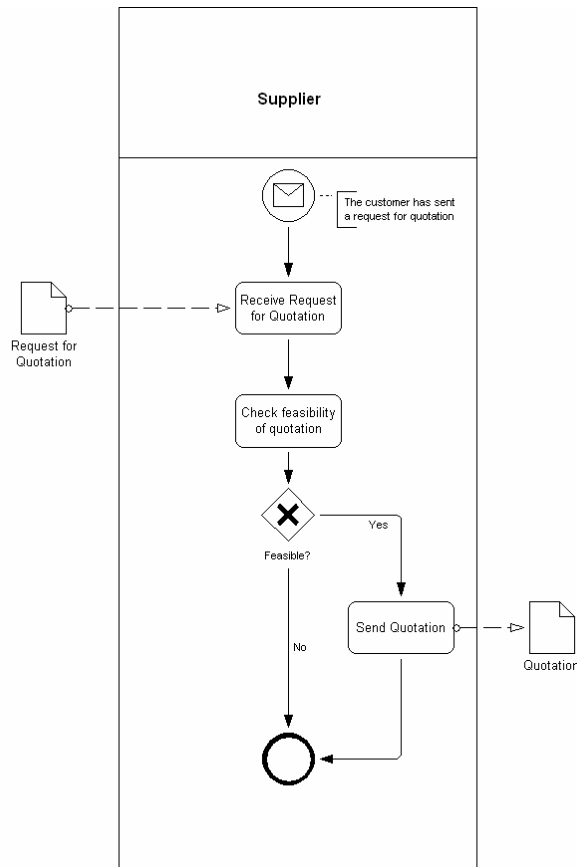 Supplier
The customer has sent
a request for quotation
Receive Request
for Quotation
Request for
Quotation
Check feasibility
of quotation
Yes
Feasible?
Send Quotation
No
Quotation